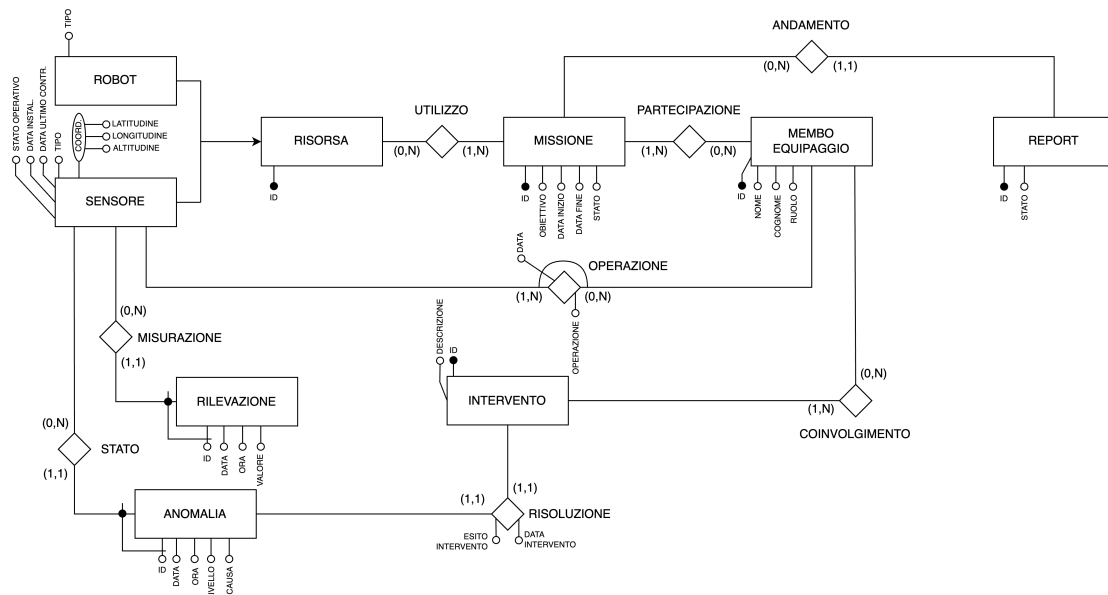 ANDAMENTO
(0,N)
(1,1)
TIPO
ROBOT
STATO OPERATIVO
DATA INSTAL.
DATA ULTIMO CONTR.
TIPO
COORD.
LATITUDINE
LONGITUDINE
ALTITUDINE
SENSORE
RISORSA
ID
UTILIZZO
(0,N)
(1,N)
MISSIONE
ID
OBIETTIVO
DATA INIZIO
DATA FINE
STATO
PARTECIPAZIONE
(1,N)
(0,N)
MEMBO
EQUIPAGGIO
ID
NOME
COGNOME
RUOLO
REPORT
ID
STATO
DATA
OPERAZIONE
(1,N)
(0,N)
OPERAZIONE
(0,N)
MISURAZIONE
(1,1)
RILEVAZIONE
ID
DATA
ORA
VALORE
DESCRIZIONE
ID
INTERVENTO
(0,N)
(1,N)
COINVOLGIMENTO
(0,N)
STATO
(1,1)
ANOMALIA
ID
DATA
ORA
IVELLO
CAUSA
(1,1)
(1,1)
RISOLUZIONE
ESITO
INTERVENTO
DATA
INTERVENTO